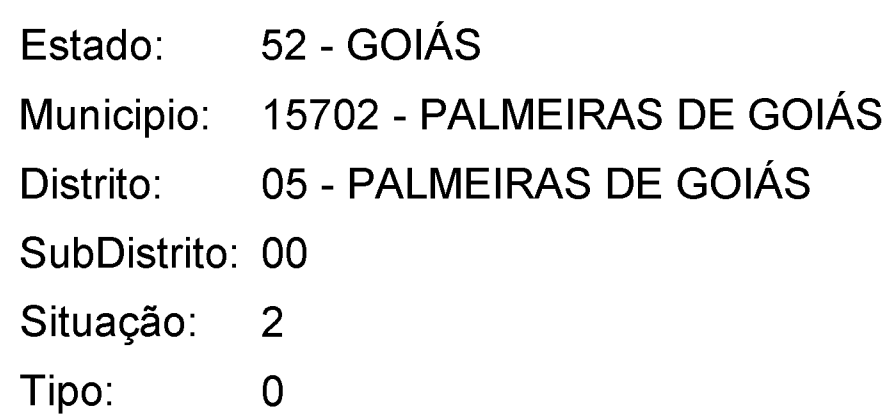 Estado: 52 - GOIÁS
Municipio: 15702 - PALMEIRAS DE GOIÁS
Distrito: 05 - PALMEIRAS DE GOIÁS
SubDistrito: 00
Situação: 2
Tipo: 0